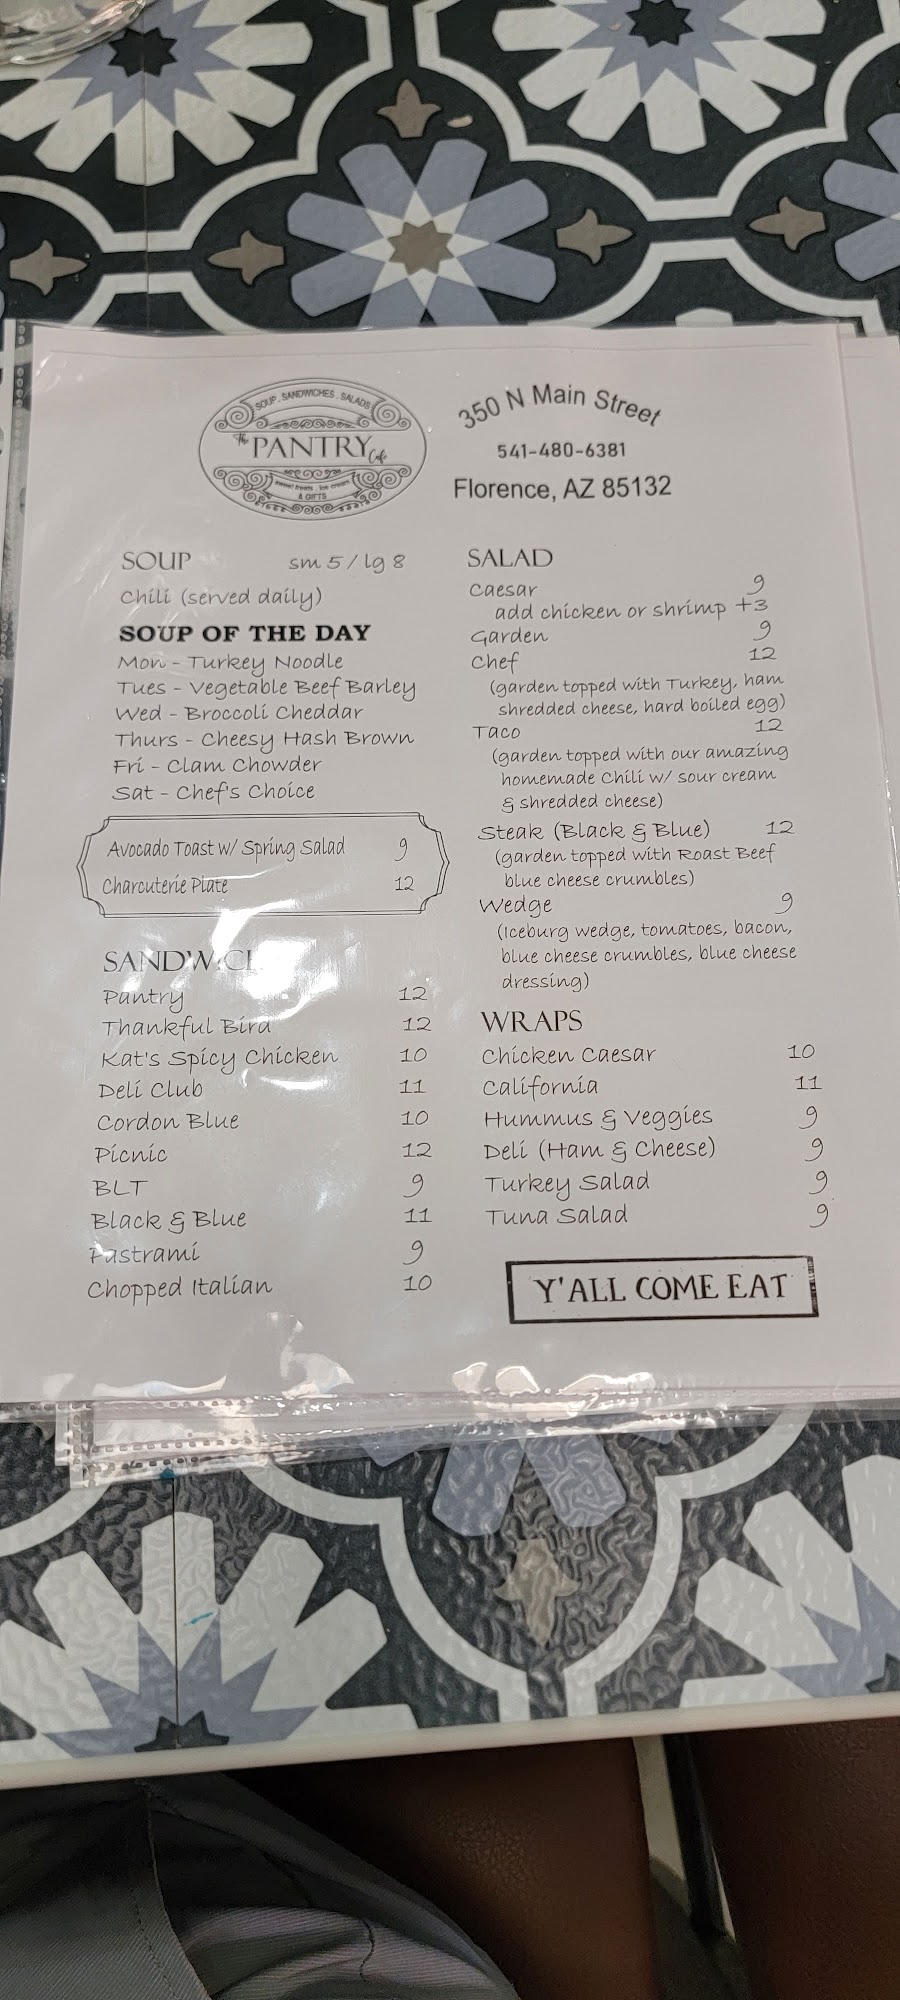 SOUP . SANDWICHES . SALADS
The PANTRY Cafe
sweet treats . ice cream
& GIFTS
350 N Main Street
541-480-6381
Florence, AZ 85132
SOUP sm 5 / lg 8
Chili (served daily)
SOUP OF THE DAY
Mon - Turkey Noodle
Tues - Vegetable Beef Barley
Wed - Broccoli Cheddar
Thurs - Cheesy Hash Brown
Fri - Clam Chowder
Sat - Chef's Choice
Avocado Toast w/ Spring Salad 9
Charcuterie Plate 12
Pantry 12
Thankful Bird 12
Kat's Spicy Chicken 10
Deli Club 11
Cordon Blue 10
Picnic 12
BLT 9
Black & Blue 11
Pastrami 9
Chopped Italian 10
SALAD
Caesar 9
add chicken or shrimp +3
Garden 9
Chef 12
(garden topped with Turkey, ham
shredded cheese, hard boiled egg)
Taco 12
(garden topped with our amazing
homemade Chili w/ sour cream
& shredded cheese)
Steak (Black & Blue) 12
(garden topped with Roast Beef
blue cheese crumbles)
Wedge 9
(Iceburg wedge, tomatoes, bacon,
blue cheese crumbles, blue cheese
dressing)
WRAPS
Chicken Caesar 10
California 11
Hummus & Veggies 9
Deli (Ham & Cheese) 9
Turkey Salad 9
Tuna Salad 9
Y'ALL COME EAT